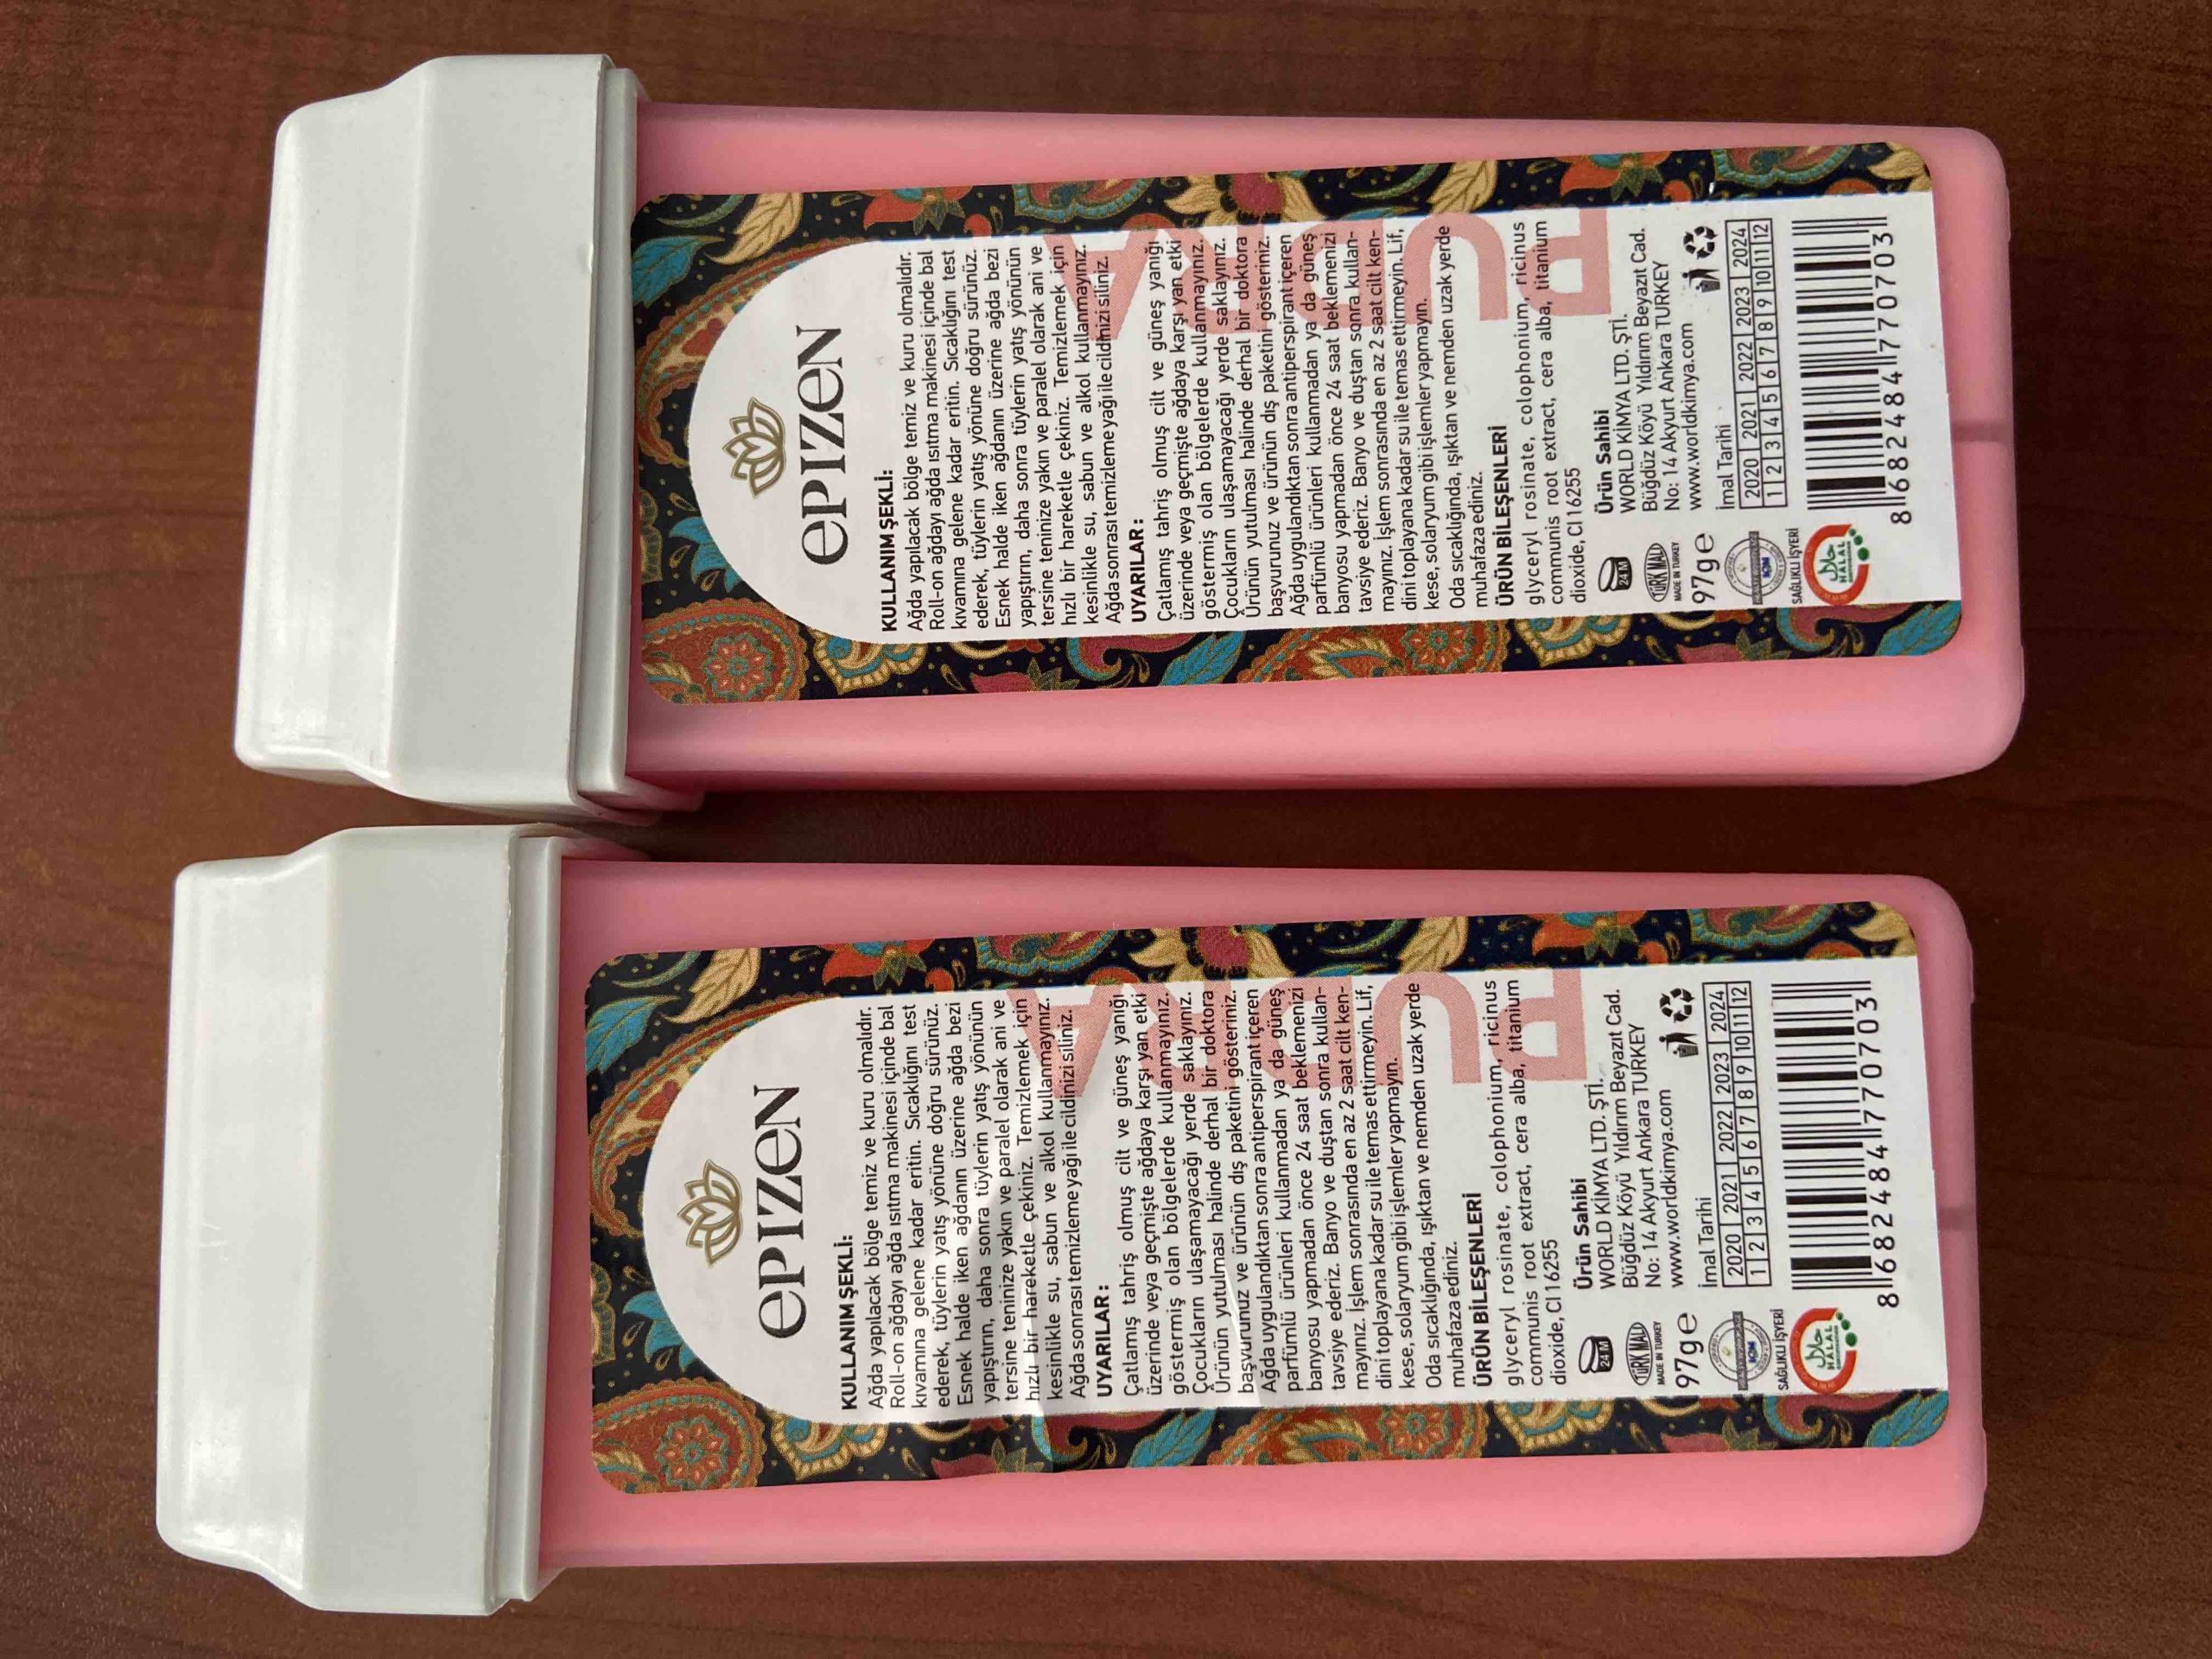 EPIZEN
PUDRA
KULLANIM ŞEKLİ:
Ağda yapılacak bölge temiz ve kuru olmalıdır.
Roll-on ağdayı ağda ısıtma makinesi içinde bal
kıvamına gelene kadar eritin. Sıcaklığını test
ederek, tüylerin yatış yönüne doğru sürünüz.
Esnek halde iken ağdanın üzerine ağda bezi
yapıştırın, daha sonra tüylerin yatış yönünün
tersine teninize yakın ve paralel olarak ani ve
hızlı bir hareketle çekiniz. Temizlemek için
kesinlikle su, sabun ve alkol kullanmayınız.
Ağda sonrası temizleme yağı ile cildinizi siliniz.
UYARILAR:
Çatlamış tahriş olmuş cilt ve güneş yanığı
üzerinde veya geçmişte ağdaya karşı yan etki
göstermiş olan bölgelerde kullanmayınız.
Çocukların ulaşamayacağı yerde saklayınız.
Ürünün yutulması halinde derhal bir doktora
başvurunuz ve ürünün dış paketini gösteriniz.
Ağda uygulandıktan sonra antiperspirant içeren
parfümlü ürünleri kullanmadan ya da güneş
banyosu yapmadan önce 24 saat beklemenizi
tavsiye ederiz. Banyo ve duştan sonra kullan-
mayınız. İşlem sonrasında en az 2 saat cilt ken-
dini toplayana kadar su ile temas ettirmeyin. Lif,
kese, solaryum gibi işlemler yapmayın.
Oda sıcaklığında, ışıktan ve nemden uzak yerde
muhafaza ediniz.
ÜRÜN BİLEŞENLERİ
glyceryl rosinate, colophonium, ricinus
communis root extract, cera alba, titanium
dioxide, CI 16255
24 M
TÜRK MALI
MADE IN TURKEY
97g e
SAĞLIKLI İŞYERİ
حلال
HALAL
Ürün Sahibi
WORLD KİMYA LTD. ŞTİ.
Büğdüz Köyü Yıldırım Beyazıt Cad.
No: 14 Akyurt Ankara TURKEY
www.worldkimya.com
İmal Tarihi
2020 2021 2022 2023 2024
1 2 3 4 5 6 7 8 9 10 11 12
8 682484 770703
EPIZEN
PUDRA
KULLANIM ŞEKLİ:
Ağda yapılacak bölge temiz ve kuru olmalıdır.
Roll-on ağdayı ağda ısıtma makinesi içinde bal
kıvamına gelene kadar eritin. Sıcaklığını test
ederek, tüylerin yatış yönüne doğru sürünüz.
Esnek halde iken ağdanın üzerine ağda bezi
yapıştırın, daha sonra tüylerin yatış yönünün
tersine teninize yakın ve paralel olarak ani ve
hızlı bir hareketle çekiniz. Temizlemek için
kesinlikle su, sabun ve alkol kullanmayınız.
Ağda sonrası temizleme yağı ile cildinizi siliniz.
UYARILAR:
Çatlamış tahriş olmuş cilt ve güneş yanığı
üzerinde veya geçmişte ağdaya karşı yan etki
göstermiş olan bölgelerde kullanmayınız.
Çocukların ulaşamayacağı yerde saklayınız.
Ürünün yutulması halinde derhal bir doktora
başvurunuz ve ürünün dış paketini gösteriniz.
Ağda uygulandıktan sonra antiperspirant içeren
parfümlü ürünleri kullanmadan ya da güneş
banyosu yapmadan önce 24 saat beklemenizi
tavsiye ederiz. Banyo ve duştan sonra kullan-
mayınız. İşlem sonrasında en az 2 saat cilt ken-
dini toplayana kadar su ile temas ettirmeyin. Lif,
kese, solaryum gibi işlemler yapmayın.
Oda sıcaklığında, ışıktan ve nemden uzak yerde
muhafaza ediniz.
ÜRÜN BİLEŞENLERİ
glyceryl rosinate, colophonium, ricinus
communis root extract, cera alba, titanium
dioxide, CI 16255
24 M
TÜRK MALI
MADE IN TURKEY
97g e
SAĞLIKLI İŞYERİ
حلال
HALAL
Ürün Sahibi
WORLD KİMYA LTD. ŞTİ.
Büğdüz Köyü Yıldırım Beyazıt Cad.
No: 14 Akyurt Ankara TURKEY
www.worldkimya.com
İmal Tarihi
2020 2021 2022 2023 2024
1 2 3 4 5 6 7 8 9 10 11 12
8 682484 770703